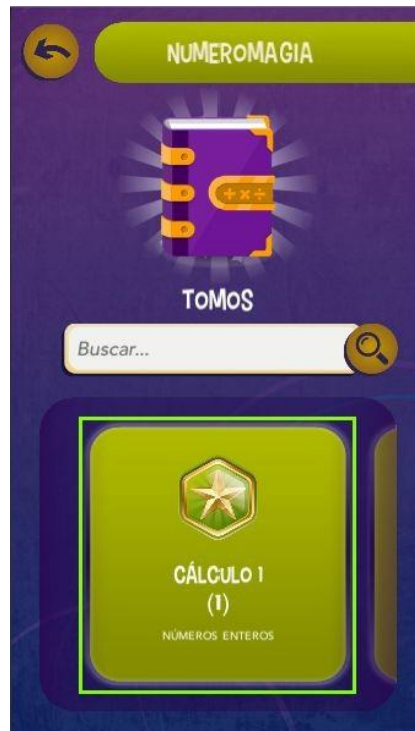 NUMEROMAGIA
+ × ÷
TOMOS
Buscar...
CÁLCULO 1
(1)
NÚMEROS ENTEROS